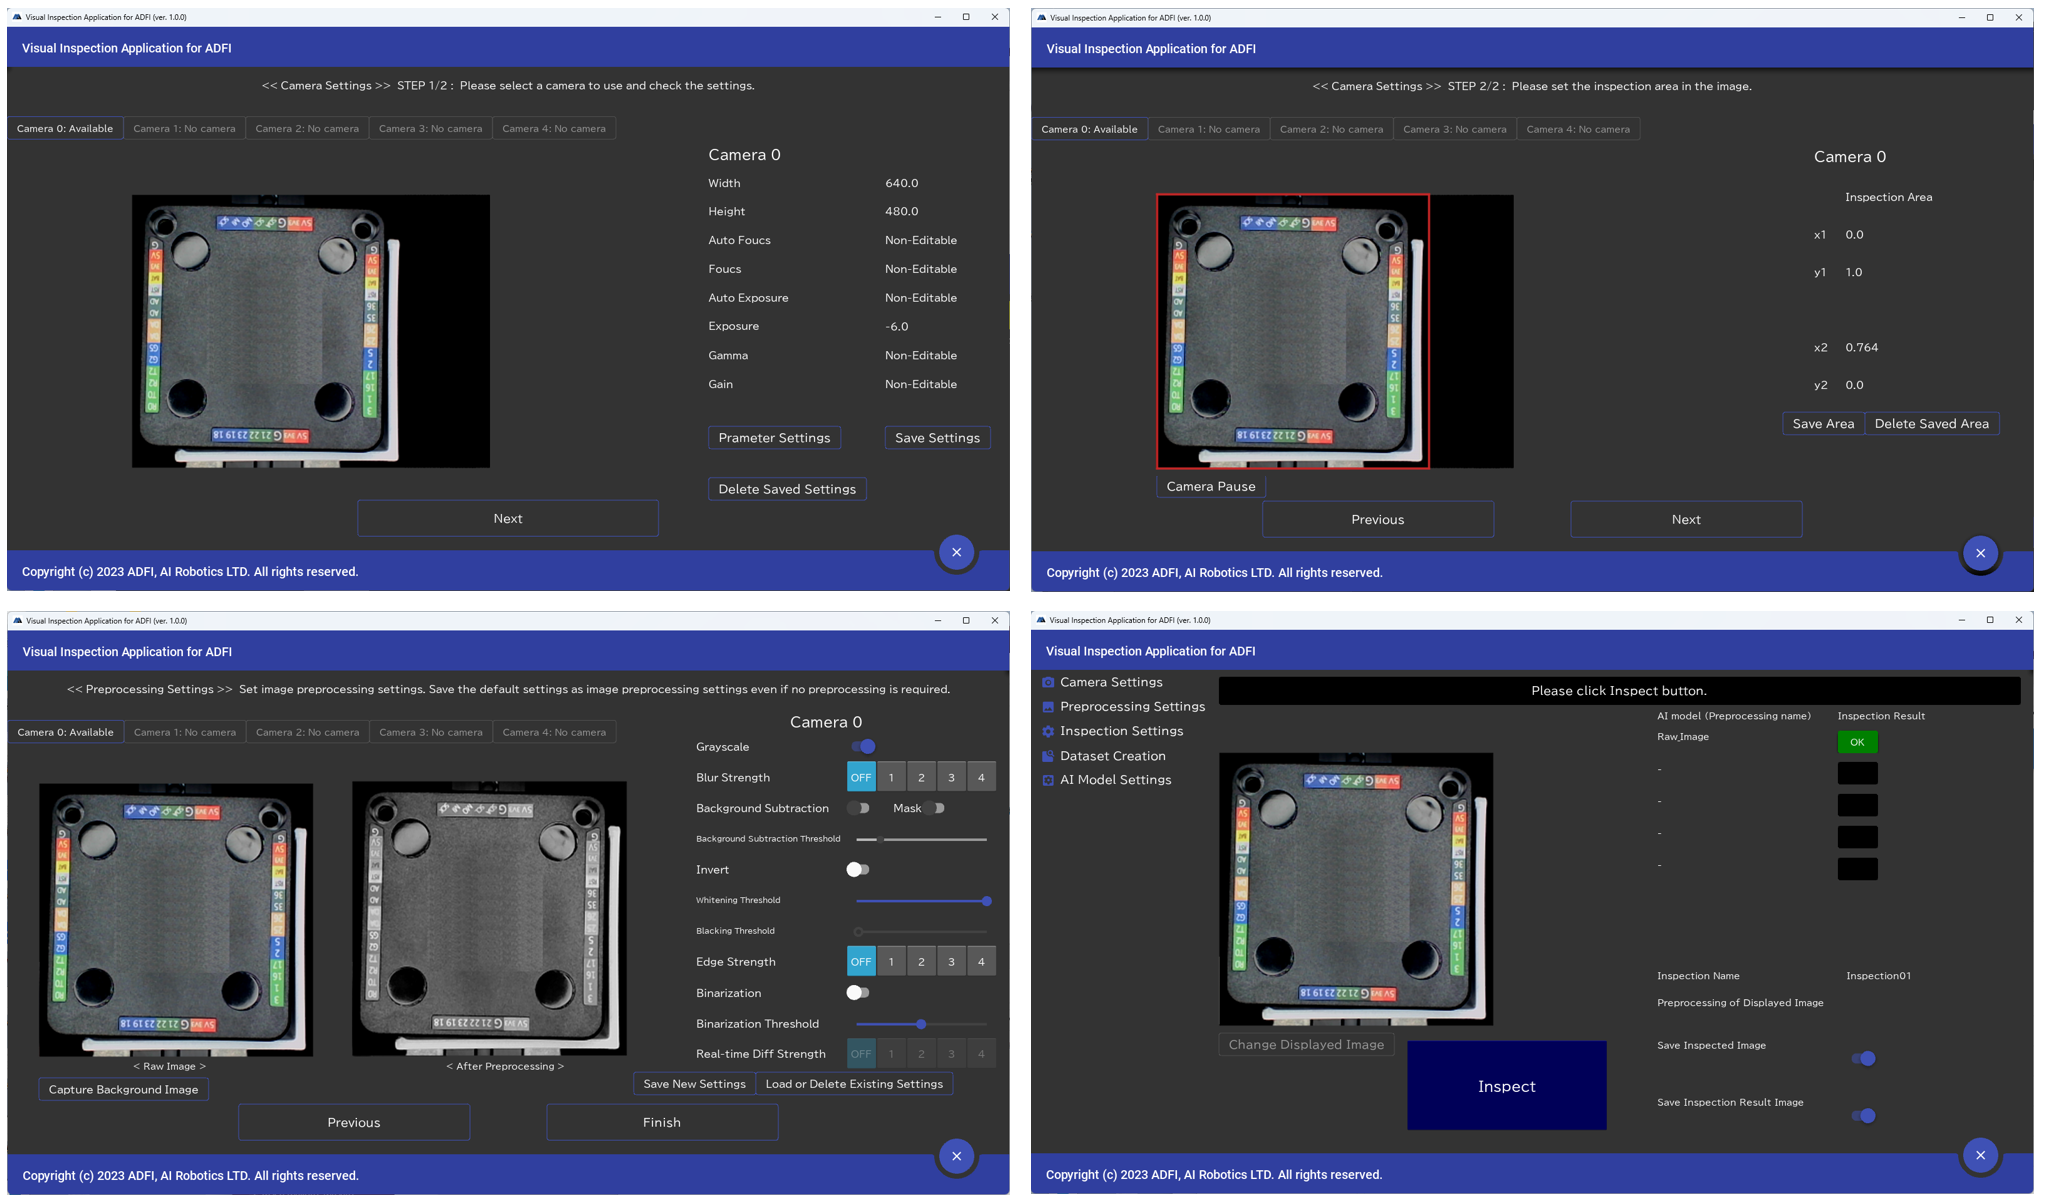 Visual Inspection Application for ADFI (ver. 1.0.0)
Visual Inspection Application for ADFI
<< Camera Settings >> STEP 1/2 : Please select a camera to use and check the settings.
Camera 0: Available
Camera 1: No camera
Camera 2: No camera
Camera 3: No camera
Camera 4: No camera
Camera 0
Width 640.0
Height 480.0
Auto Foucs Non-Editable
Foucs Non-Editable
Auto Exposure Non-Editable
Exposure -6.0
Gamma Non-Editable
Gain Non-Editable
Prameter Settings
Save Settings
Delete Saved Settings
Next
Copyright (c) 2023 ADFI, AI Robotics LTD. All rights reserved.
Visual Inspection Application for ADFI (ver. 1.0.0)
Visual Inspection Application for ADFI
<< Camera Settings >> STEP 2/2 : Please set the inspection area in the image.
Camera 0: Available
Camera 1: No camera
Camera 2: No camera
Camera 3: No camera
Camera 4: No camera
Camera 0
Inspection Area
x1 0.0
y1 1.0
x2 0.764
y2 0.0
Save Area
Delete Saved Area
Camera Pause
Previous
Next
Copyright (c) 2023 ADFI, AI Robotics LTD. All rights reserved.
Visual Inspection Application for ADFI (ver. 1.0.0)
Visual Inspection Application for ADFI
<< Preprocessing Settings >> Set image preprocessing settings. Save the default settings as image preprocessing settings even if no preprocessing is required.
Camera 0: Available
Camera 1: No camera
Camera 2: No camera
Camera 3: No camera
Camera 4: No camera
Camera 0
Grayscale
Blur Strength OFF 1 2 3 4
Background Subtraction Mask
Background Subtraction Threshold
Invert
Whitening Threshold
Blacking Threshold
Edge Strength OFF 1 2 3 4
Binarization
Binarization Threshold
Real-time Diff Strength OFF 1 2 3 4
< Raw Image >
< After Preprocessing >
Capture Background Image
Save New Settings
Load or Delete Existing Settings
Previous
Finish
Copyright (c) 2023 ADFI, AI Robotics LTD. All rights reserved.
Visual Inspection Application for ADFI (ver. 1.0.0)
Visual Inspection Application for ADFI
Camera Settings
Preprocessing Settings
Inspection Settings
Dataset Creation
AI Model Settings
Please click Inspect button.
AI model (Preprocessing name) Inspection Result
Raw_Image OK
-
-
-
-
Inspection Name Inspection01
Preprocessing of Displayed Image
Save Inspected Image
Save Inspection Result Image
Change Displayed Image
Inspect
Copyright (c) 2023 ADFI, AI Robotics LTD. All rights reserved.